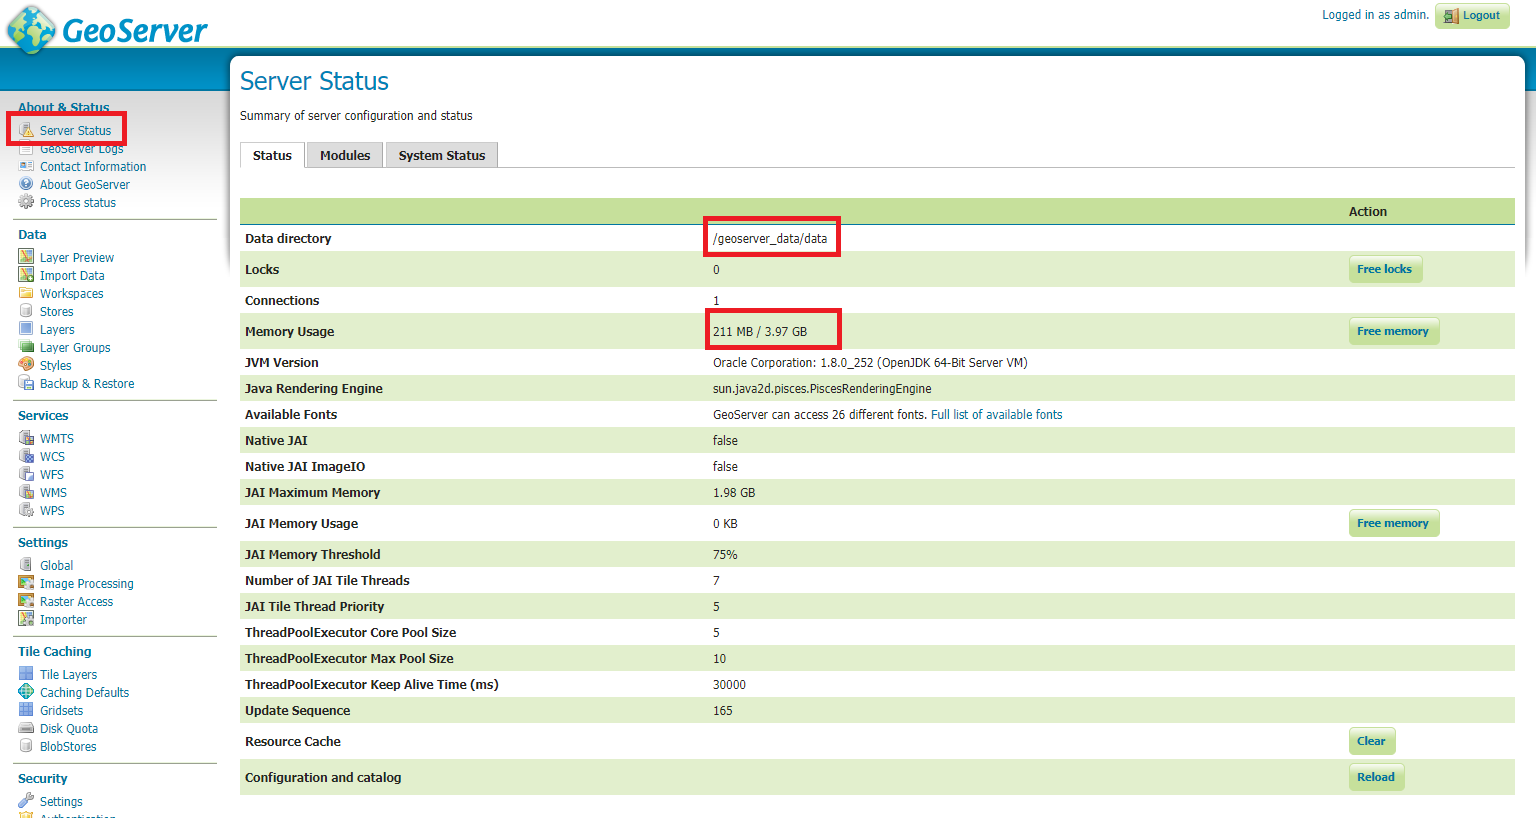 GeoServer
Logged in as admin. Logout
About & Status
Server Status
GeoServer Logs
Contact Information
About GeoServer
Process status
Data
Layer Preview
Import Data
Workspaces
Stores
Layers
Layer Groups
Styles
Backup & Restore
Services
WMTS
WCS
WFS
WMS
WPS
Settings
Global
Image Processing
Raster Access
Importer
Tile Caching
Tile Layers
Caching Defaults
Gridsets
Disk Quota
BlobStores
Security
Settings
Authentication
Server Status
Summary of server configuration and status
Status Modules System Status
Action
Data directory /geoserver_data/data
Locks 0 Free locks
Connections 1
Memory Usage 211 MB / 3.97 GB Free memory
JVM Version Oracle Corporation: 1.8.0_252 (OpenJDK 64-Bit Server VM)
Java Rendering Engine sun.java2d.pisces.PiscesRenderingEngine
Available Fonts GeoServer can access 26 different fonts. Full list of available fonts
Native JAI false
Native JAI ImageIO false
JAI Maximum Memory 1.98 GB
JAI Memory Usage 0 KB Free memory
JAI Memory Threshold 75%
Number of JAI Tile Threads 7
JAI Tile Thread Priority 5
ThreadPoolExecutor Core Pool Size 5
ThreadPoolExecutor Max Pool Size 10
ThreadPoolExecutor Keep Alive Time (ms) 30000
Update Sequence 165
Resource Cache Clear
Configuration and catalog Reload